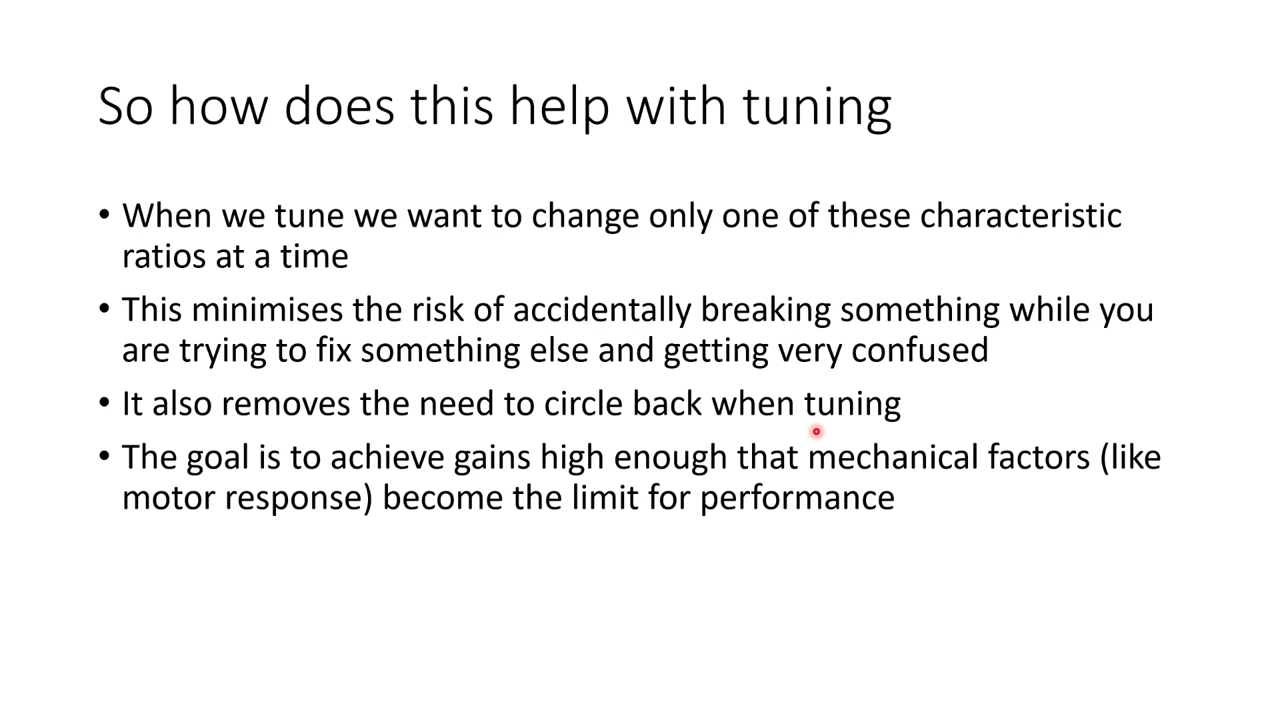 So how does this help with tuning
• When we tune we want to change only one of these characteristic
ratios at a time
• This minimises the risk of accidentally breaking something while you
are trying to fix something else and getting very confused
• It also removes the need to circle back when tuning
• The goal is to achieve gains high enough that mechanical factors (like
motor response) become the limit for performance